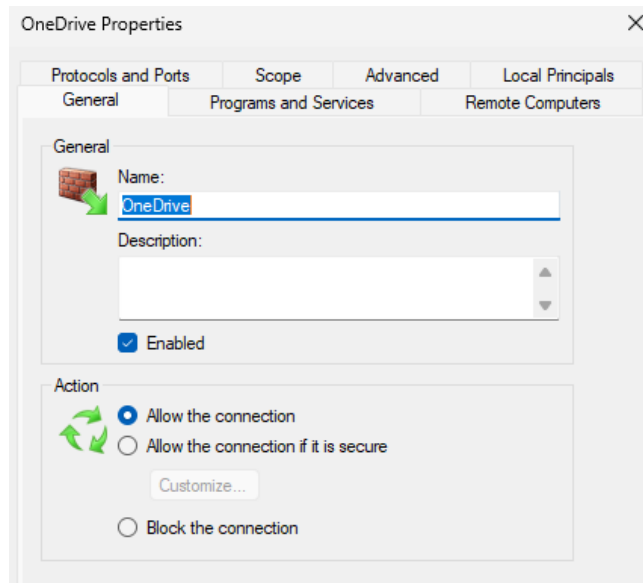 OneDrive Properties
Protocols and Ports Scope Advanced Local Principals
General Programs and Services Remote Computers
General
Name:
OneDrive
Description:
Enabled
Action
Allow the connection
Allow the connection if it is secure
Customize...
Block the connection